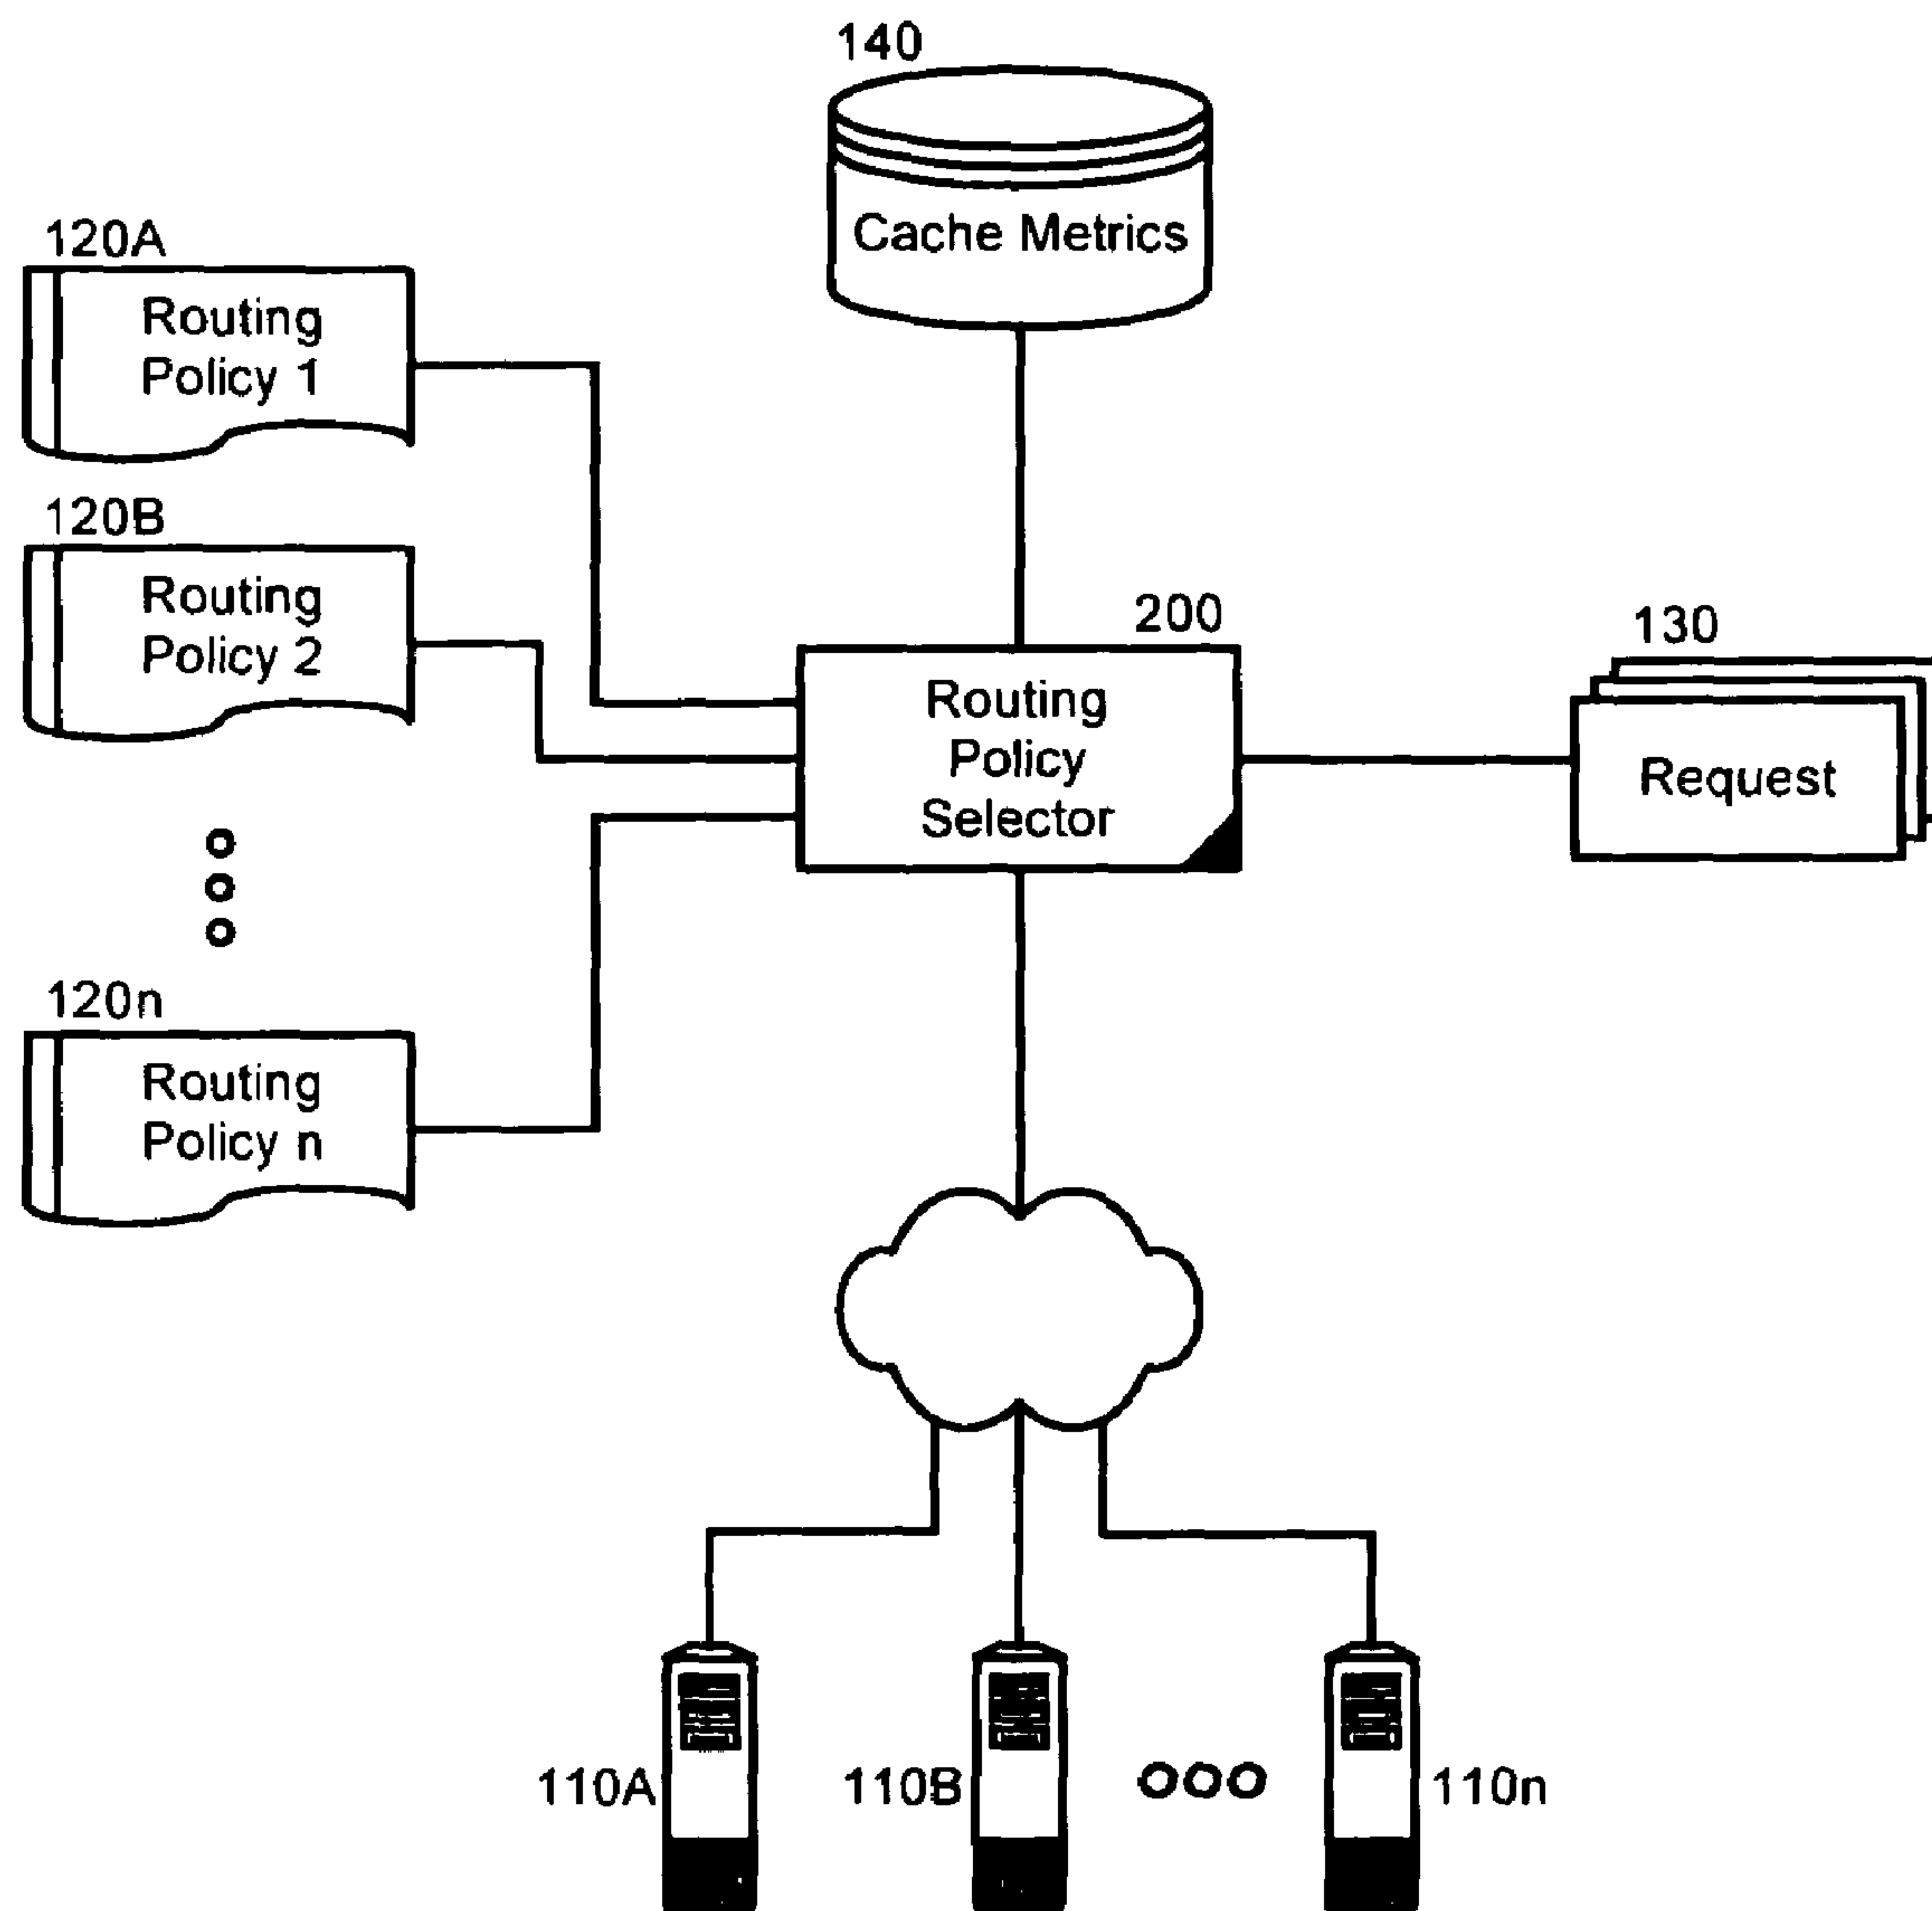 140
Cache Metrics
120A
Routing
Policy 1
120B
Routing
Policy 2
200
Routing
Policy
Selector
130
Request
120n
Routing
Policy n
110A
110B
110n